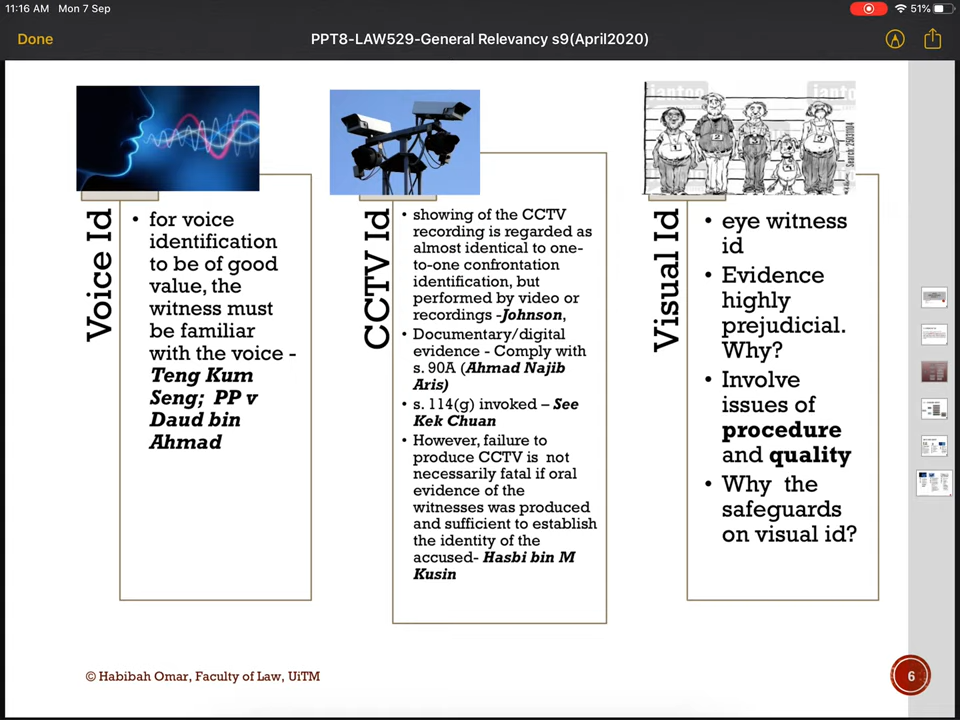 11:16 AM Mon 7 Sep
51%
Done
PPT8-LAW529-General Relevancy s9(April2020)
jantoo
jantoo
Search: 25031104
Voice Id
• for voice
identification
to be of good
value, the
witness must
be familiar
with the voice -
Teng Kum
Seng; PP v
Daud bin
Ahmad
CCTV Id
• showing of the CCTV
recording is regarded as
almost identical to one-
to-one confrontation
identification, but
performed by video or
recordings -Johnson,
• Documentary/digital
evidence - Comply with
s. 90A (Ahmad Najib
Aris)
• s. 114(g) invoked – See
Kek Chuan
• However, failure to
produce CCTV is not
necessarily fatal if oral
evidence of the
witnesses was produced
and sufficient to establish
the identity of the
accused- Hasbi bin M
Kusin
Visual Id
• eye witness
id
• Evidence
highly
prejudicial.
Why?
• Involve
issues of
procedure
and quality
• Why the
safeguards
on visual id?
© Habibah Omar, Faculty of Law, UiTM
6